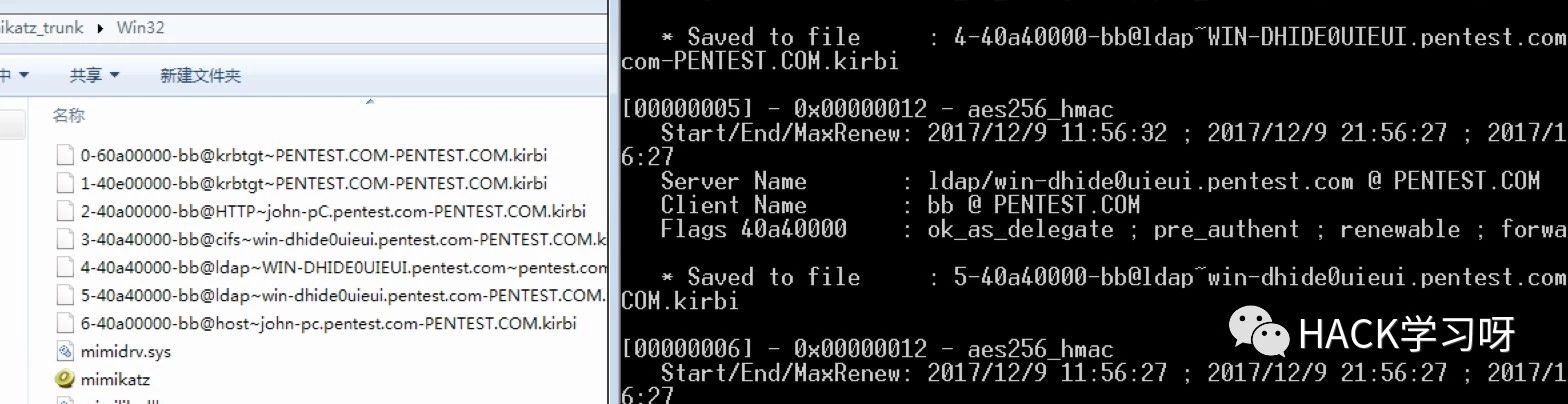 ikatz_trunk ▸ Win32
中 ▾ 共享 ▾ 新建文件夹
名称
0-60a00000-bb@krbtgt~PENTEST.COM-PENTEST.COM.kirbi
1-40e00000-bb@krbtgt~PENTEST.COM-PENTEST.COM.kirbi
2-40a00000-bb@HTTP~john-pC.pentest.com-PENTEST.COM.kirbi
3-40a40000-bb@cifs~win-dhide0uieui.pentest.com-PENTEST.COM.k
4-40a40000-bb@ldap~WIN-DHIDE0UIEUI.pentest.com~pentest.com
5-40a40000-bb@ldap~win-dhide0uieui.pentest.com-PENTEST.COM.
6-40a00000-bb@host~john-pc.pentest.com-PENTEST.COM.kirbi
mimidrv.sys
mimikatz
* Saved to file : 4-40a40000-bb@ldap~WIN-DHIDE0UIEUI.pentest.com
com-PENTEST.COM.kirbi
[00000005] - 0x00000012 - aes256_hmac
Start/End/MaxRenew: 2017/12/9 11:56:32 ; 2017/12/9 21:56:27 ; 2017/1
6:27
Server Name : ldap/win-dhide0uieui.pentest.com @ PENTEST.COM
Client Name : bb @ PENTEST.COM
Flags 40a40000 : ok_as_delegate ; pre_authent ; renewable ; forwa
* Saved to file : 5-40a40000-bb@ldap~win-dhide0uieui.pentest.com
COM.kirbi
[00000006] - 0x00000012 - aes256_hmac
Start/End/MaxRenew: 2017/12/9 11:56:27 ; 2017/12/9 21:56:27 ; 2017/1
6:27
HACK学习呀